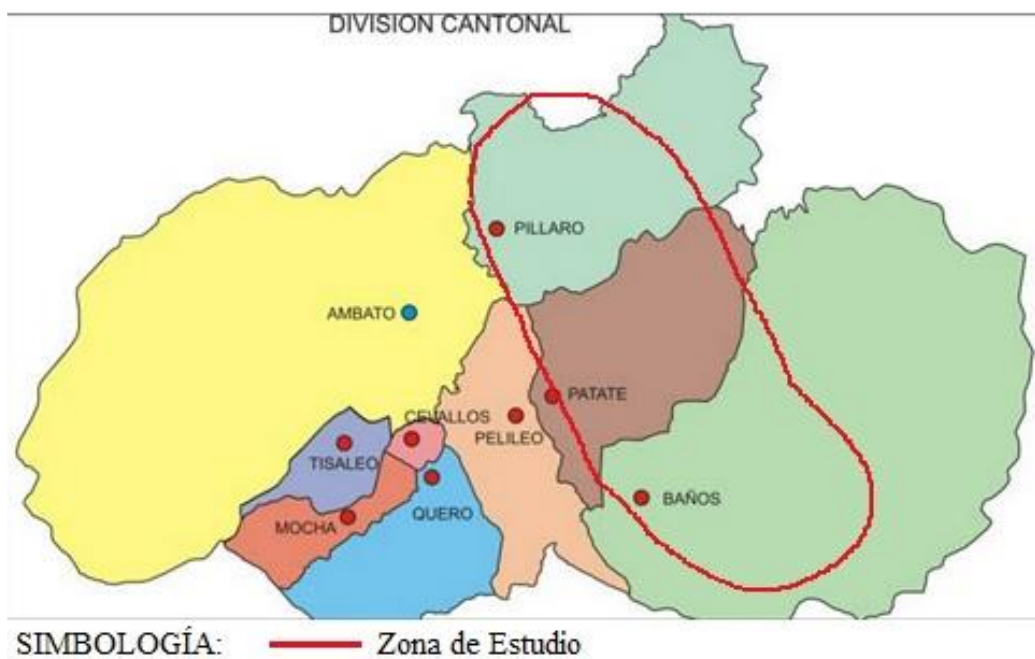 DIVISION CANTONAL
PILLARO
AMBATO
PATATE
CEVALLOS
PELILEO
TISALEO
BAÑOS
QUERO
MOCHA
SIMBOLOGÍA: Zona de Estudio